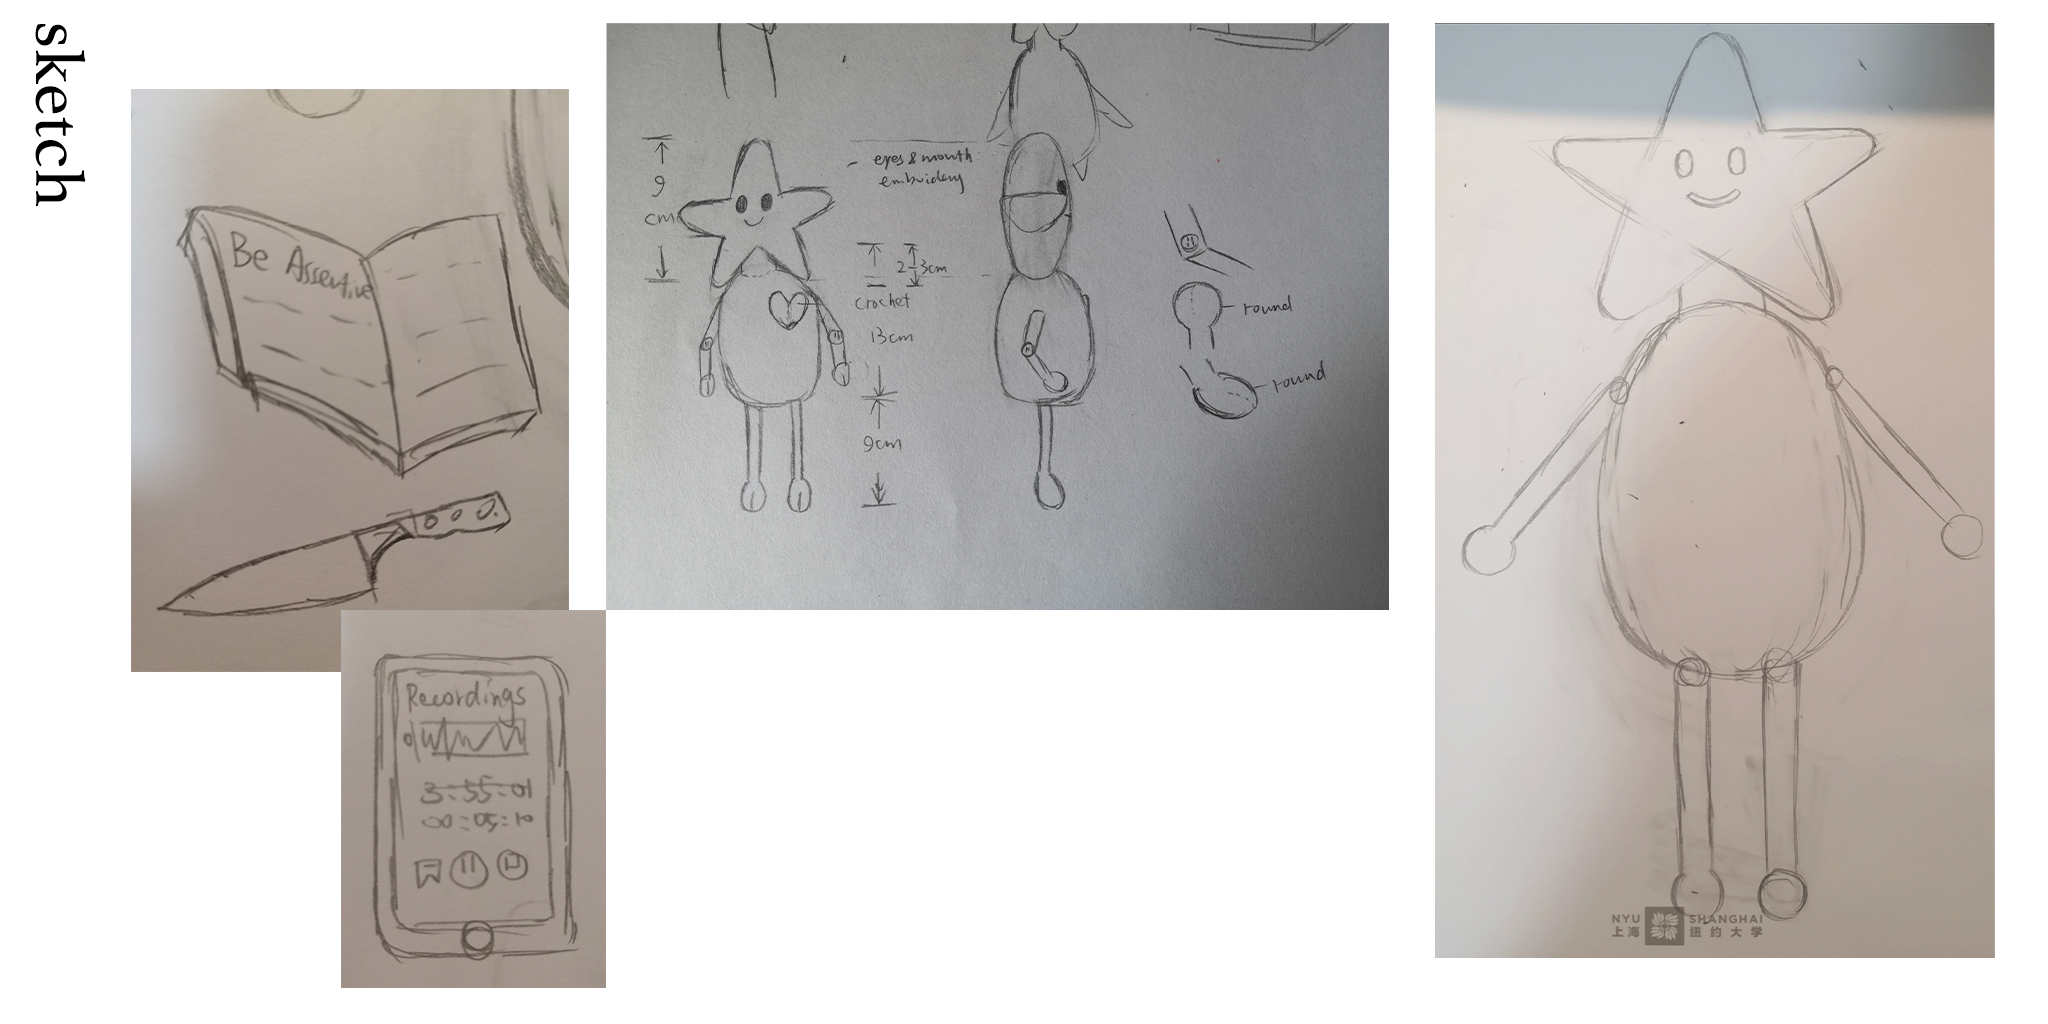 sketch
Be Assertive
Recordings
3:55:01
00:05:10
9
cm
eyes & mouth
embroidery
2-3cm
crochet
13cm
9cm
round
round
NYU SHANGHAI
上海 纽约大学